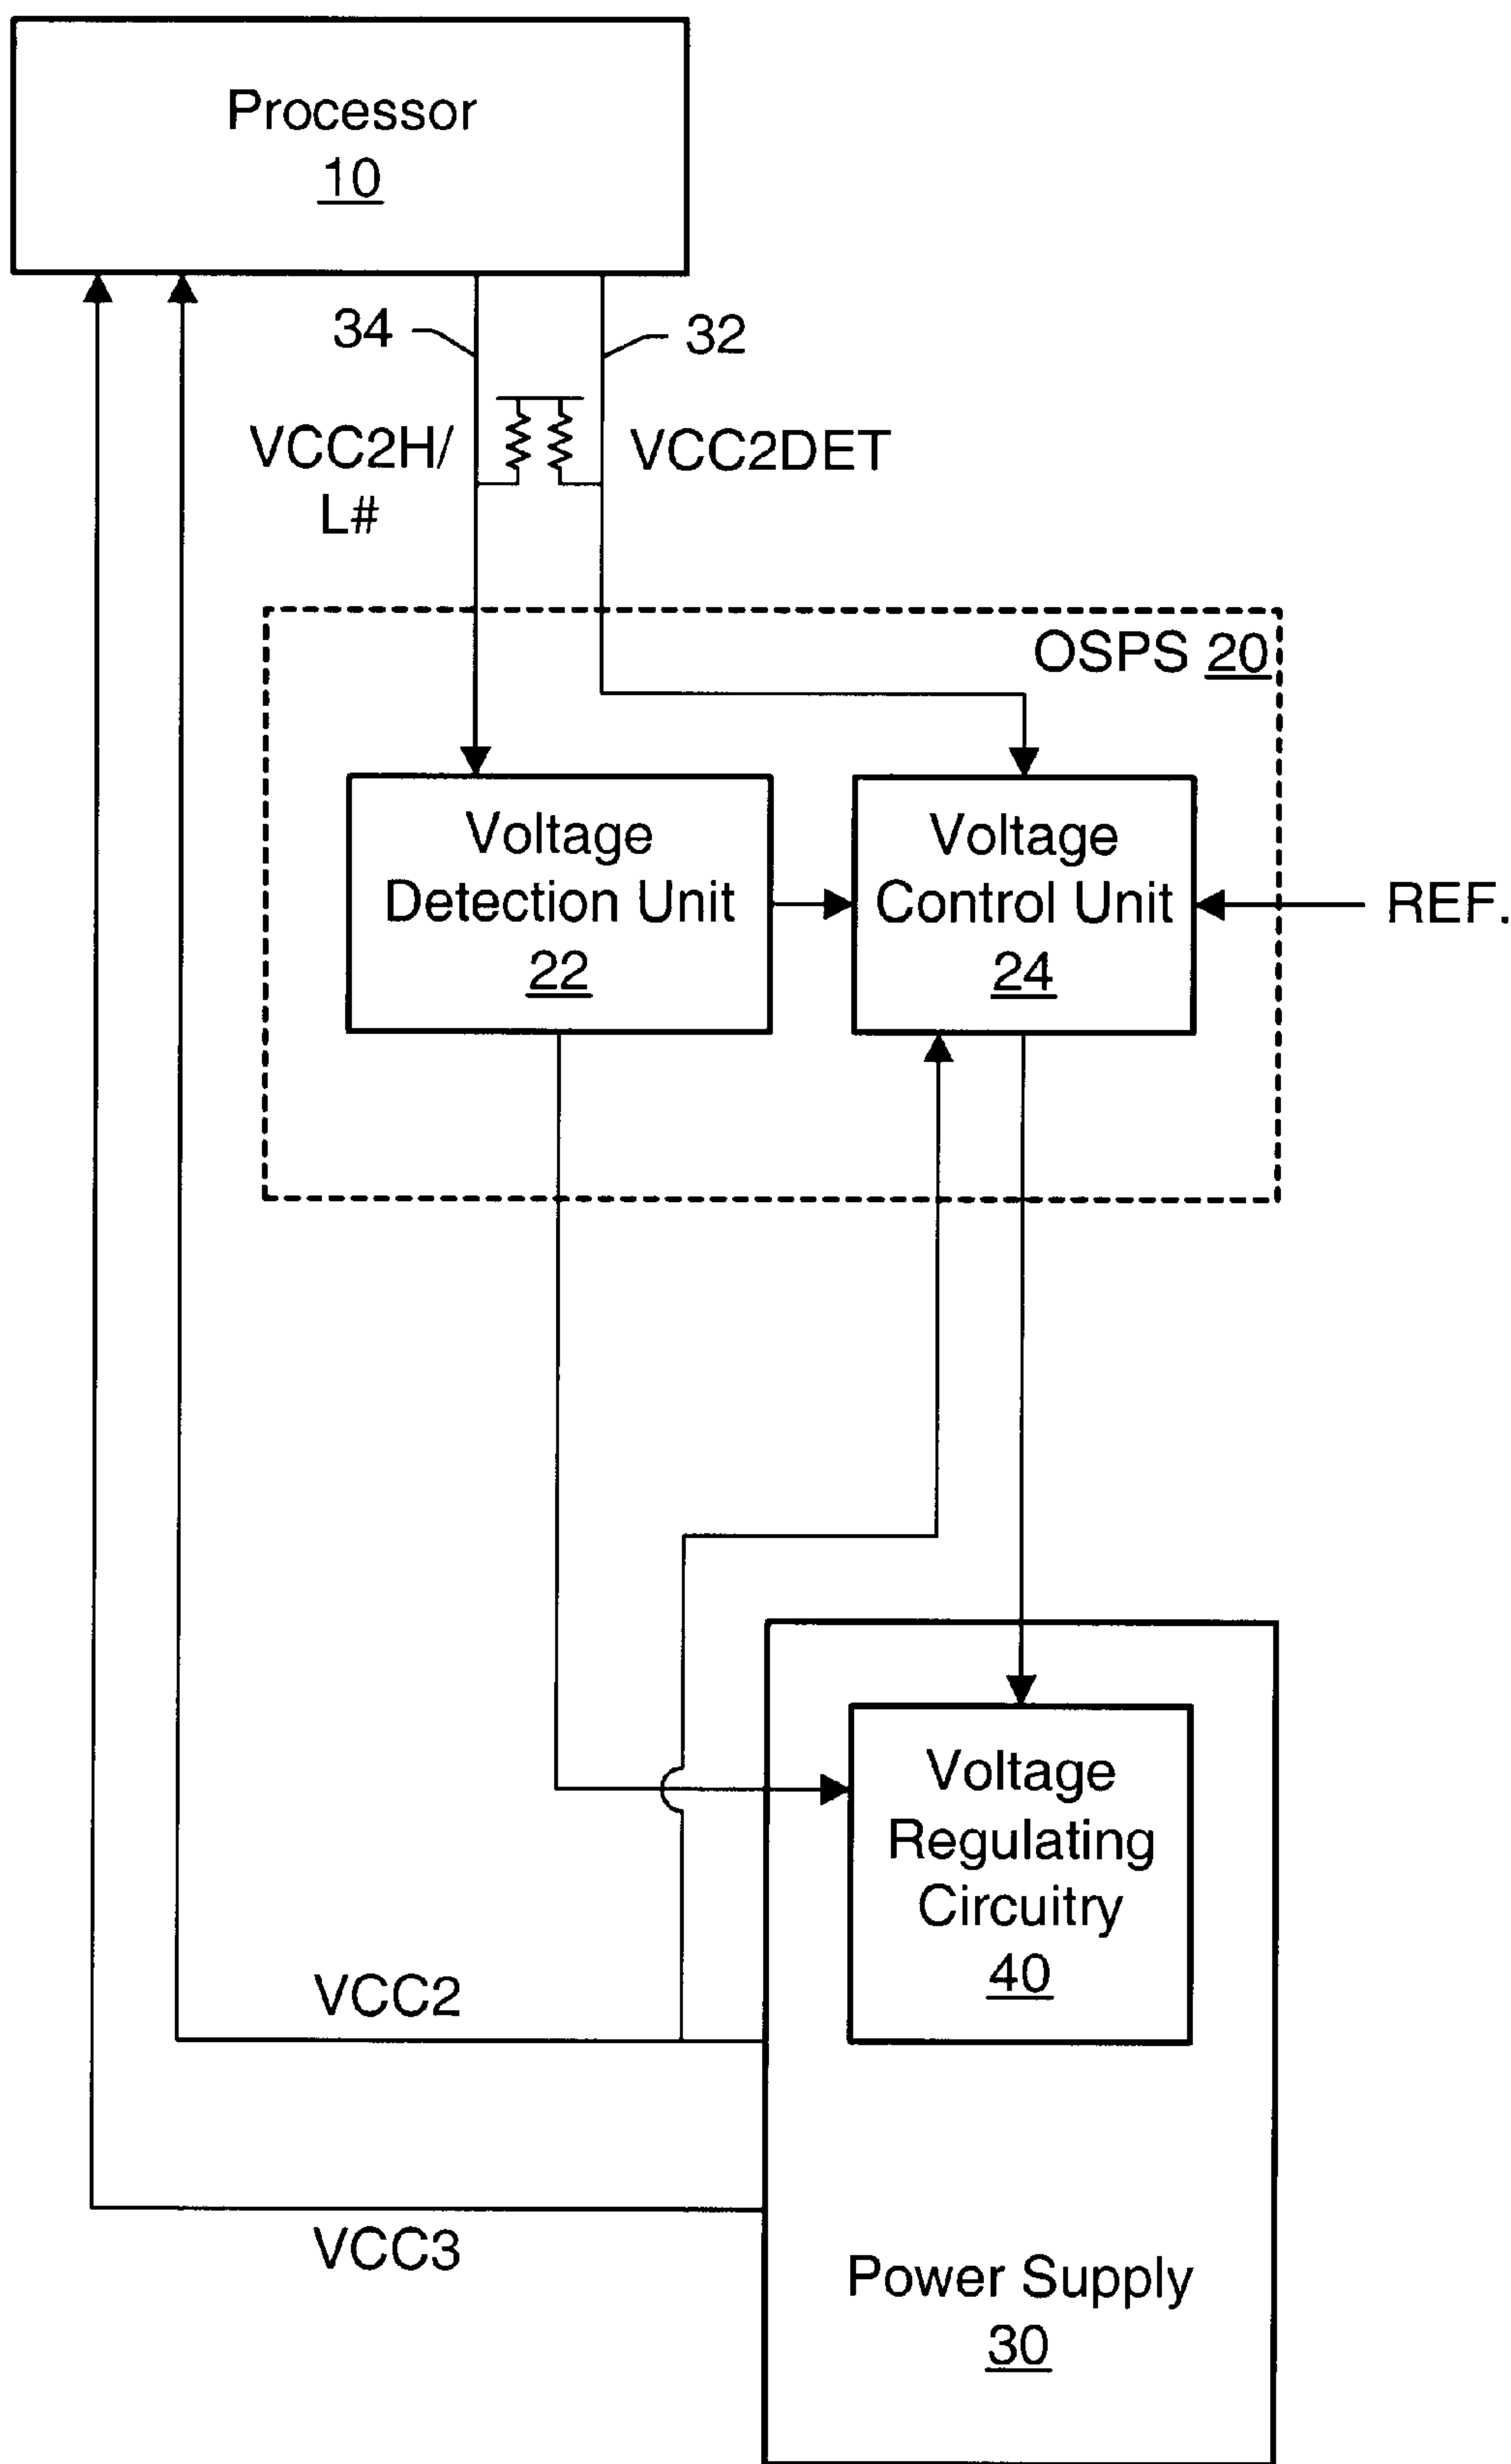 Processor
10
34
32
VCC2H/
L#
VCC2DET
OSPS 20
Voltage
Detection Unit
22
Voltage
Control Unit
24
REF.
Voltage
Regulating
Circuitry
40
VCC2
VCC3
Power Supply
30